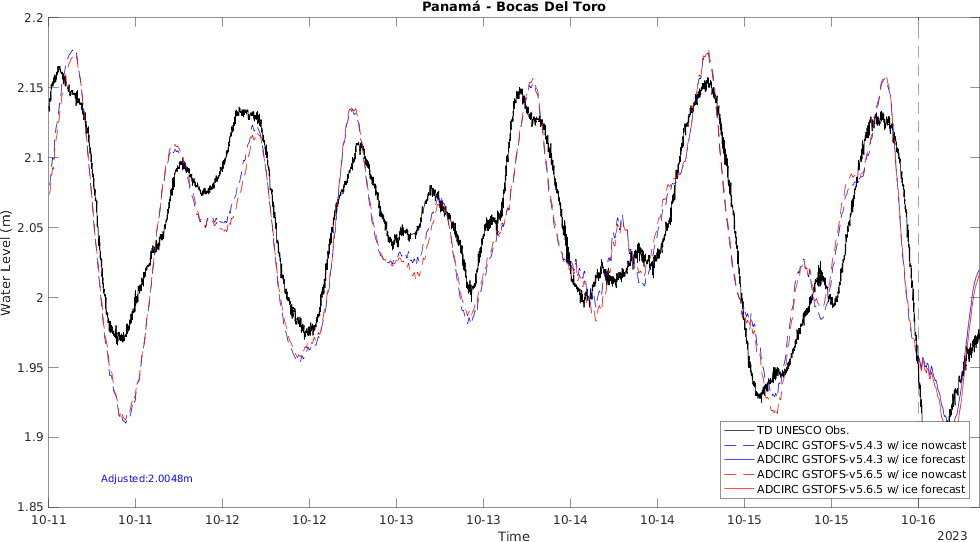 Panamá - Bocas Del Toro
2.2
2.15
2.1
2.05
2
1.95
1.9
1.85
Water Level (m)
Adjusted:2.0048m
TD UNESCO Obs.
ADCIRC GSTOFS-v5.4.3 w/ ice nowcast
ADCIRC GSTOFS-v5.4.3 w/ ice forecast
ADCIRC GSTOFS-v5.6.5 w/ ice nowcast
ADCIRC GSTOFS-v5.6.5 w/ ice forecast
10-11 10-11 10-12 10-12 10-13 10-13 10-14 10-14 10-15 10-15 10-16
Time
2023